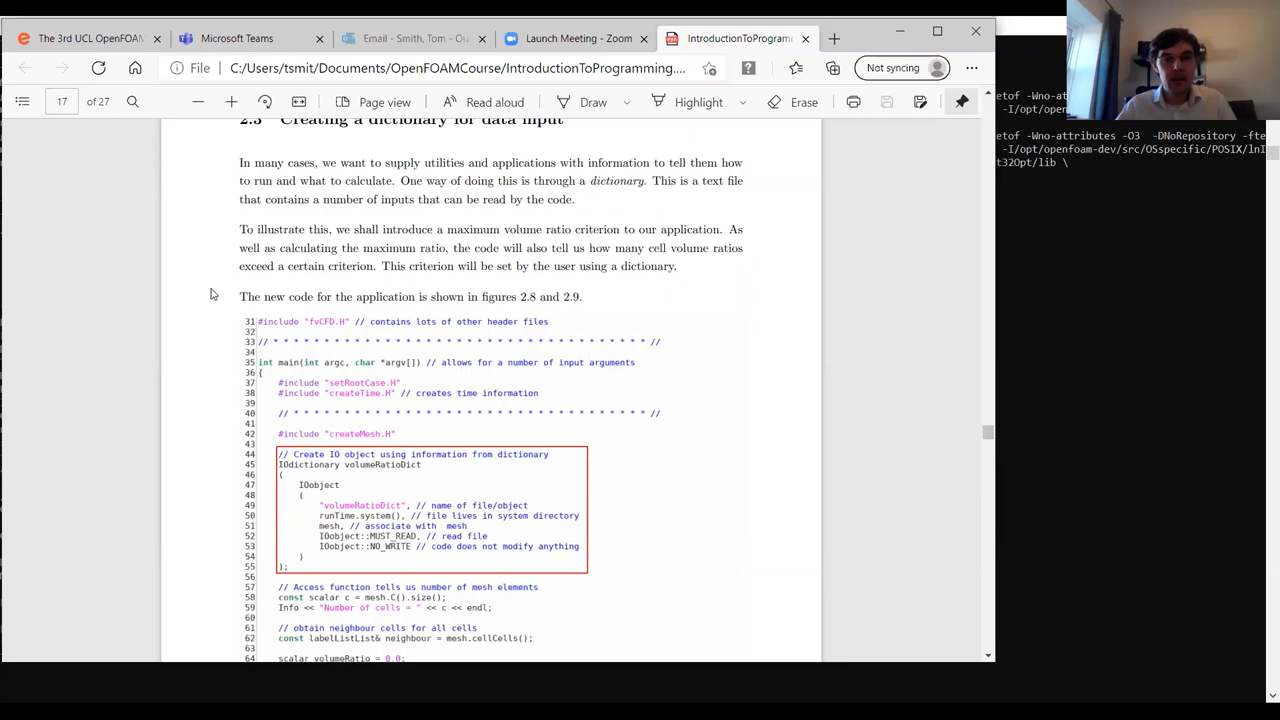 The 3rd UCL OpenFOAM
Microsoft Teams
Email - Smith, Tom - Ou
Launch Meeting - Zoom
IntroductionToProgram
File
C:/Users/tsmit/Documents/OpenFOAMCourse/IntroductionToProgramming....
Not syncing
17
of 27
Page view
Read aloud
Draw
Highlight
Erase
2.3 Creating a dictionary for data input
In many cases, we want to supply utilities and applications with information to tell them how
to run and what to calculate. One way of doing this is through a dictionary. This is a text file
that contains a number of inputs that can be read by the code.
To illustrate this, we shall introduce a maximum volume ratio criterion to our application. As
well as calculating the maximum ratio, the code will also tell us how many cell volume ratios
exceed a certain criterion. This criterion will be set by the user using a dictionary.
The new code for the application is shown in figures 2.8 and 2.9.
31 #include "fvCFD.H" // contains lots of other header files
32
33 // * * * * * * * * * * * * * * * * * * * * * * * * * * * * * * * * * * * //
34
35 int main(int argc, char *argv[]) // allows for a number of input arguments
36 {
37 #include "setRootCase.H"
38 #include "createTime.H" // creates time information
39
40 // * * * * * * * * * * * * * * * * * * * * * * * * * * * * * * * * * //
41
42 #include "createMesh.H"
43
44 // Create IO object using information from dictionary
45 IOdictionary volumeRatioDict
46 (
47 IOobject
48 (
49 "volumeRatioDict", // name of file/object
50 runTime.system(), // file lives in system directory
51 mesh, // associate with mesh
52 IOobject::MUST_READ, // read file
53 IOobject::NO_WRITE // code does not modify anything
54 )
55 );
56
57 // Access function tells us number of mesh elements
58 const scalar c = mesh.C().size();
59 Info << "Number of cells = " << c << endl;
60
61 // obtain neighbour cells for all cells
62 const labelListList& neighbour = mesh.cellCells();
63
64 scalar volumeRatio = 0.0;
etof -Wno-att
-I/opt/open
etof -Wno-attributes -O3 -DNoRepository -fte
-I/opt/openfoam-dev/src/OSspecific/POSIX/lnI
t32Opt/lib \